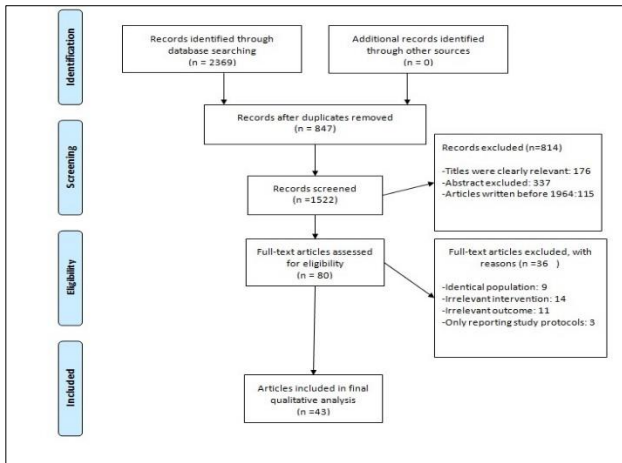 Identification
Records identified through
database searching
(n = 2369)
Additional records identified
through other sources
(n = 0)
Records after duplicates removed
(n = 847)
Screening
Records screened
(n =1522)
Records excluded (n=814)
-Titles were clearly relevant: 176
-Abstract excluded: 337
-Articles written before 1964:115
Eligibility
Full-text articles assessed
for eligibility
(n = 80)
Full-text articles excluded, with
reasons (n =36 )
-Identical population: 9
-Irrelevant intervention: 14
-Irrelevant outcome: 11
-Only reporting study protocols: 3
Included
Articles included in final
qualitative analysis
(n =43)